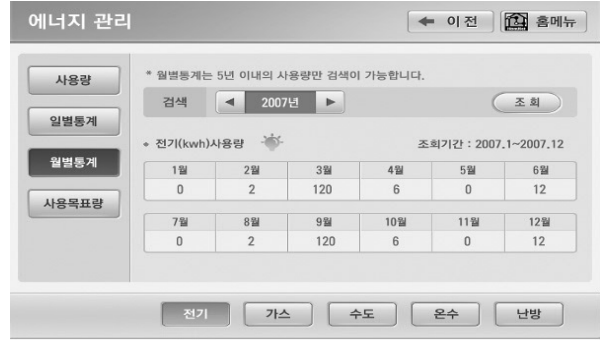 에너지 관리
이전
홈메뉴
사용량
일별통계
월별통계
사용목표량
* 월별통계는 5년 이내의 사용량만 검색이 가능합니다.
검색 2007년 조회
전기(kwh)사용량 조회기간 : 2007.1~2007.12
1월 2월 3월 4월 5월 6월
0 2 120 6 0 12
7월 8월 9월 10월 11월 12월
0 2 120 6 0 12
전기 가스 수도 온수 난방